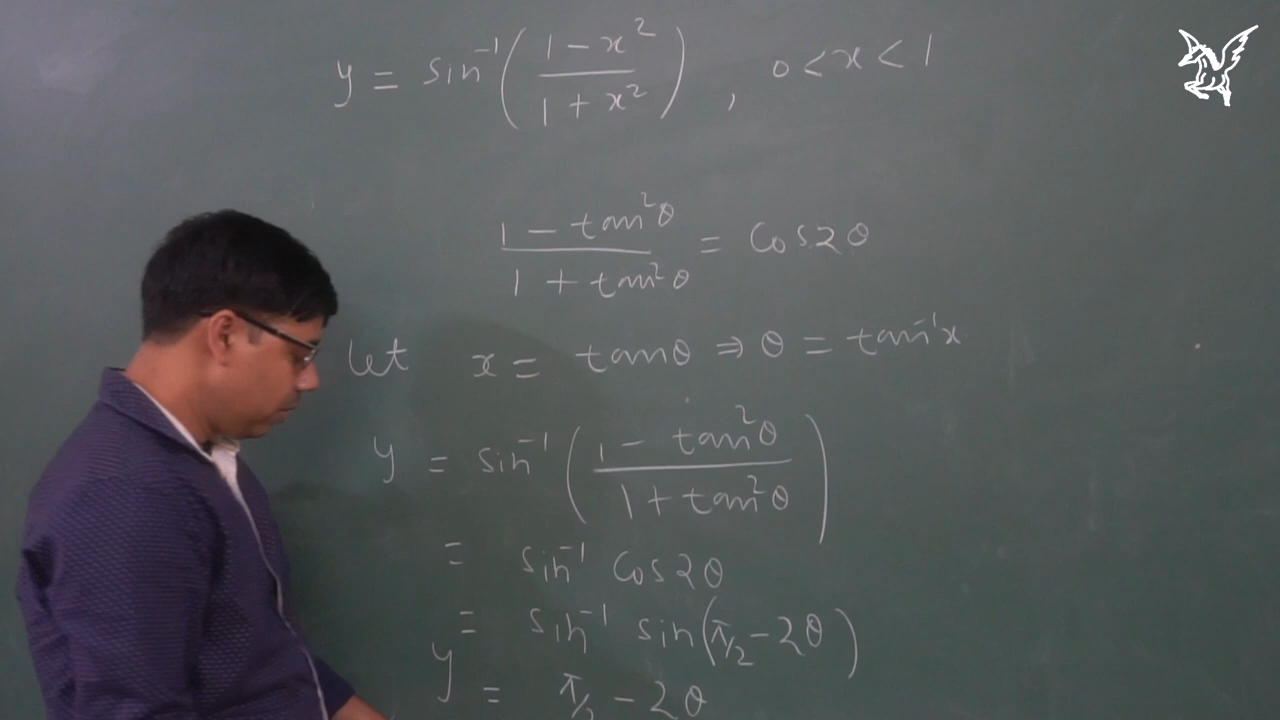 y = sin⁻¹((1 - x²)/(1 + x²)), 0 < x < 1
(1 - tan²θ)/(1 + tan²θ) = Cos2θ
let x = tanθ ⇒ θ = tan⁻¹x
y = sin⁻¹((1 - tan²θ)/(1 + tan²θ))
= sin⁻¹ Cos2θ
= sin⁻¹ sin(π/2 - 2θ)
y = π/2 - 2θ